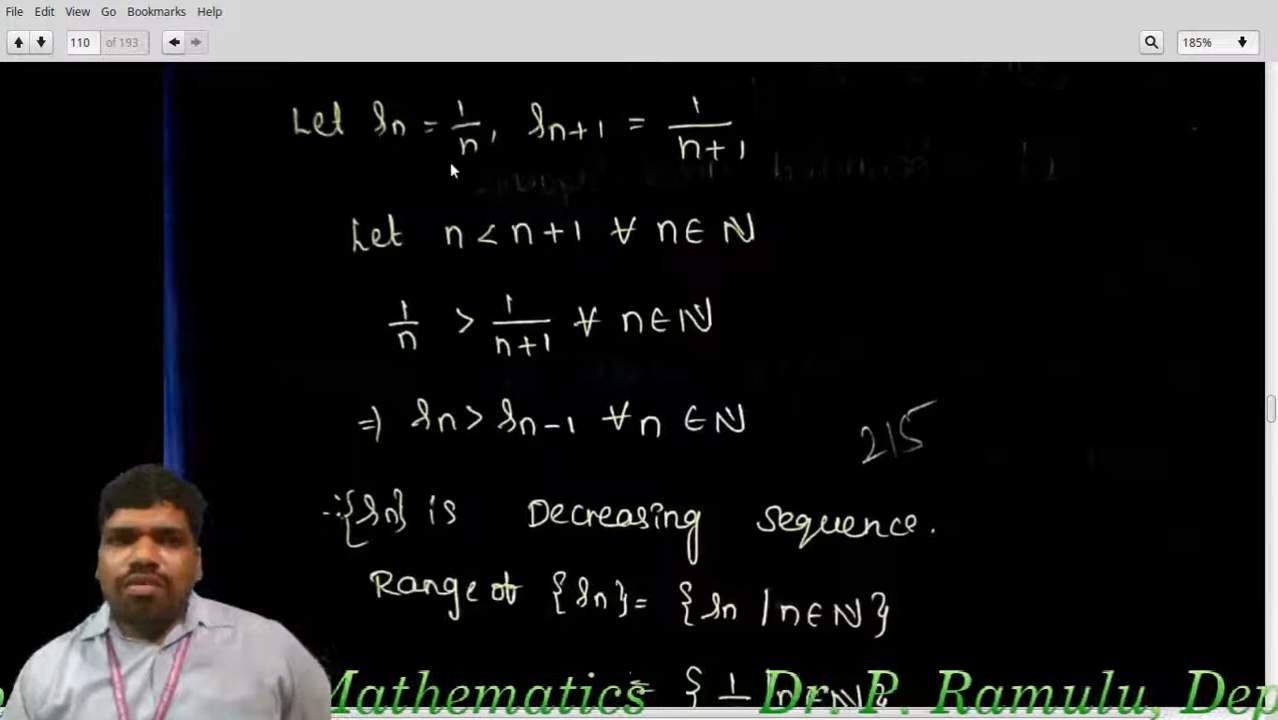 File Edit View Go Bookmarks Help
110 of 193 185%
Let Sn = 1/n, Sn+1 = 1/n+1
Let n < n+1 ∀ n∈ℕ
1/n > 1/n+1 ∀ n∈ℕ
⇒ Sn > Sn-1 ∀n ∈ℕ
215
∴{Sn} is Decreasing sequence.
Range of {Sn} = {Sn / n∈ℕ}
= { 1 / n∈ℕ}
Mathematics Dr. P. Ramulu, Dep